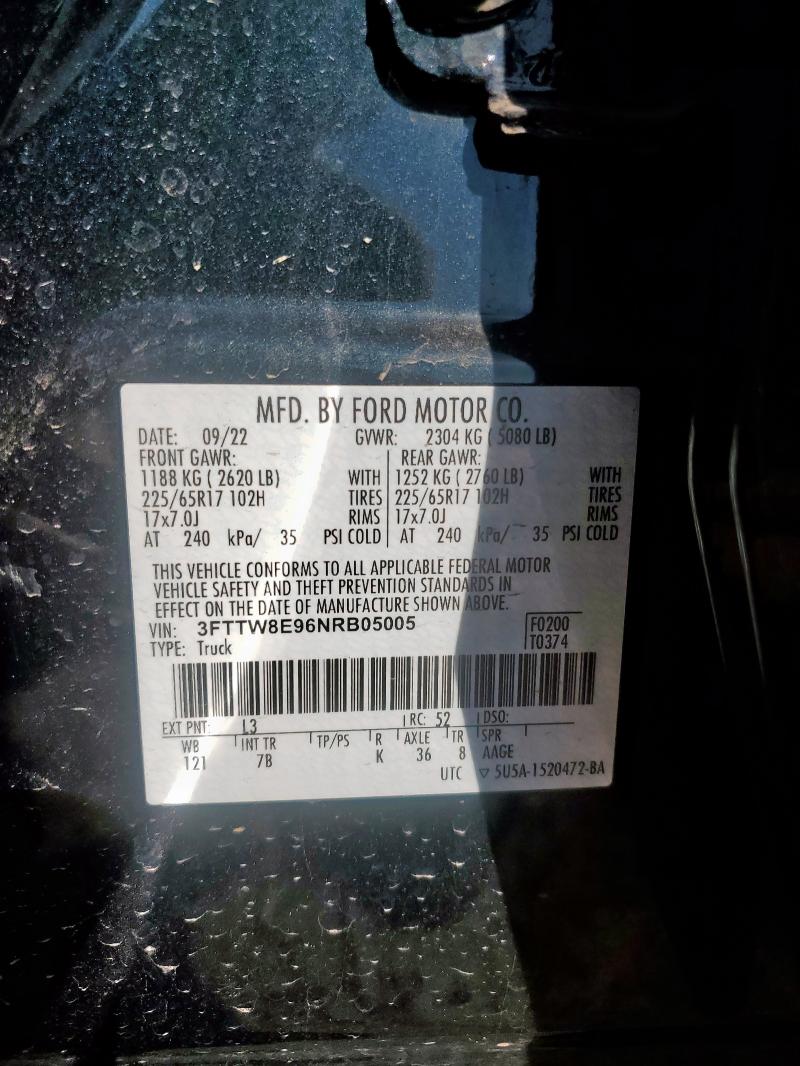 MFD. BY FORD MOTOR CO.
DATE: 09/22 GVWR: 2304 KG ( 5080 LB)
FRONT GAWR: REAR GAWR:
1188 KG ( 2620 LB) WITH 1252 KG ( 2760 LB) WITH
225/65R17 102H TIRES 225/65R17 102H TIRES
17x7.0J RIMS 17x7.0J RIMS
AT 240 kPa/ 35 PSI COLD AT 240 kPa/ 35 PSI COLD
THIS VEHICLE CONFORMS TO ALL APPLICABLE FEDERAL MOTOR
VEHICLE SAFETY AND THEFT PREVENTION STANDARDS IN
EFFECT ON THE DATE OF MANUFACTURE SHOWN ABOVE.
VIN: 3FTTW8E96NRB05005 F0200
TYPE: Truck T0374
EXT PNT: L3 RC: 52 DSO:
WB INT TR TP/PS R AXLE TR SPR
121 7B K 36 8 AAGE
UTC ▽ 5U5A-1520472-BA